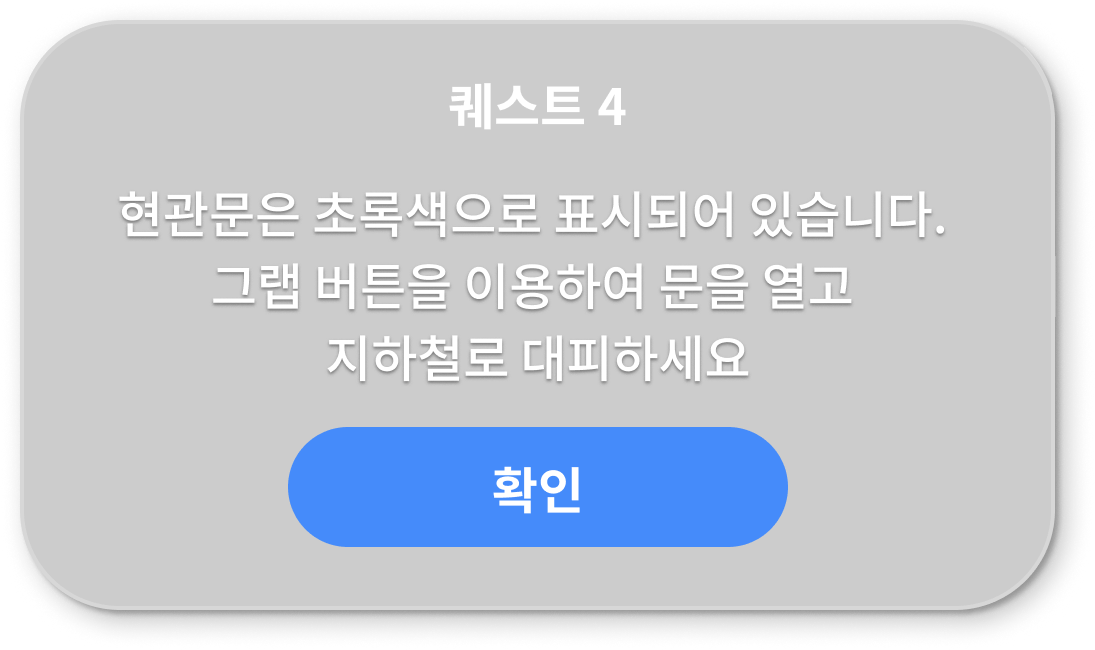 퀘스트 4
현관문은 초록색으로 표시되어 있습니다.
그랩 버튼을 이용하여 문을 열고
지하철로 대피하세요
확인